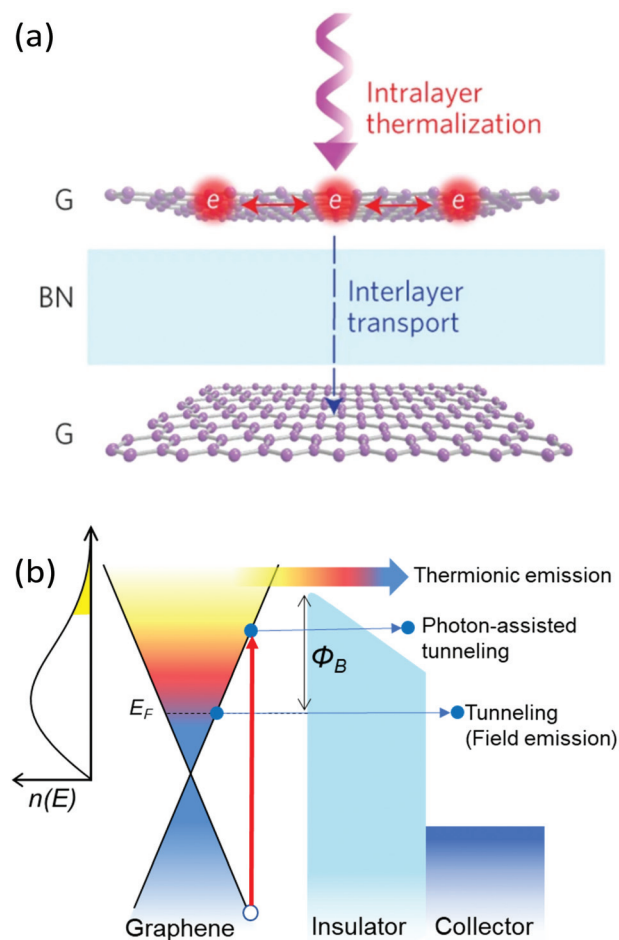 (a)
Intralayer
thermalization
G
e e e
BN
Interlayer
transport
G
(b)
Thermionic emission
Photon-assisted
tunneling
Φ_B
E_F
Tunneling
(Field emission)
n(E)
Graphene
Insulator
Collector